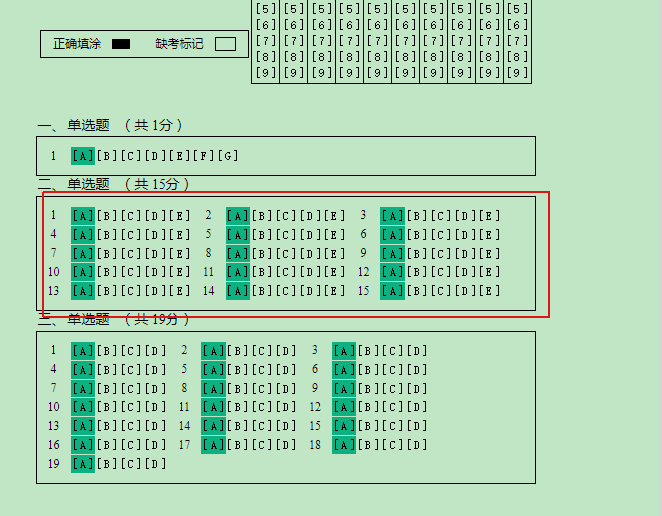 [5] [5] [5] [5] [5] [5] [5] [5] [5] [5]
[6] [6] [6] [6] [6] [6] [6] [6] [6] [6]
正确填涂 缺考标记 [7] [7] [7] [7] [7] [7] [7] [7] [7] [7]
[8] [8] [8] [8] [8] [8] [8] [8] [8] [8]
[9] [9] [9] [9] [9] [9] [9] [9] [9] [9]
一、单选题 （共 1分）
1 [A][B][C][D][E][F][G]
二、单选题 （共 15分）
1 [A][B][C][D][E] 2 [A][B][C][D][E] 3 [A][B][C][D][E]
4 [A][B][C][D][E] 5 [A][B][C][D][E] 6 [A][B][C][D][E]
7 [A][B][C][D][E] 8 [A][B][C][D][E] 9 [A][B][C][D][E]
10 [A][B][C][D][E] 11 [A][B][C][D][E] 12 [A][B][C][D][E]
13 [A][B][C][D][E] 14 [A][B][C][D][E] 15 [A][B][C][D][E]
三、单选题 （共 19分）
1 [A][B][C][D] 2 [A][B][C][D] 3 [A][B][C][D]
4 [A][B][C][D] 5 [A][B][C][D] 6 [A][B][C][D]
7 [A][B][C][D] 8 [A][B][C][D] 9 [A][B][C][D]
10 [A][B][C][D] 11 [A][B][C][D] 12 [A][B][C][D]
13 [A][B][C][D] 14 [A][B][C][D] 15 [A][B][C][D]
16 [A][B][C][D] 17 [A][B][C][D] 18 [A][B][C][D]
19 [A][B][C][D]